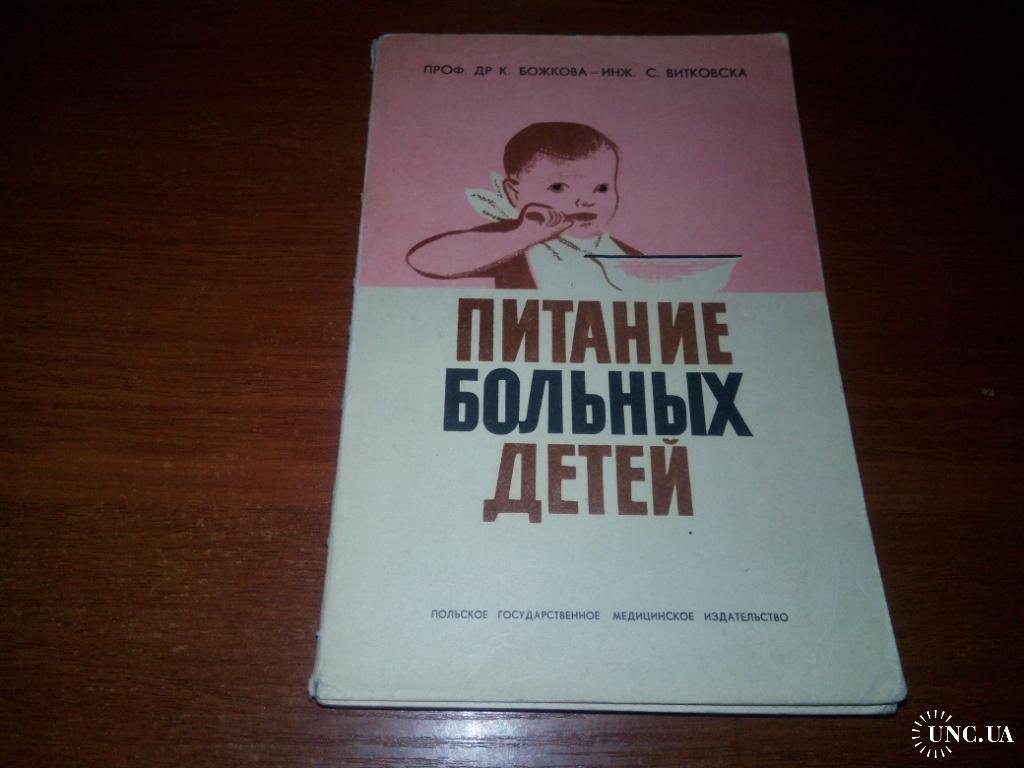 ПРОФ. ДР К. БОЖКОВА – ИНЖ. С. ВИТКОВСКА
ПИТАНИЕ
БОЛЬНЫХ
ДЕТЕЙ
ПОЛЬСКОЕ ГОСУДАРСТВЕННОЕ МЕДИЦИНСКОЕ ИЗДАТЕЛЬСТВО
UNC.UA